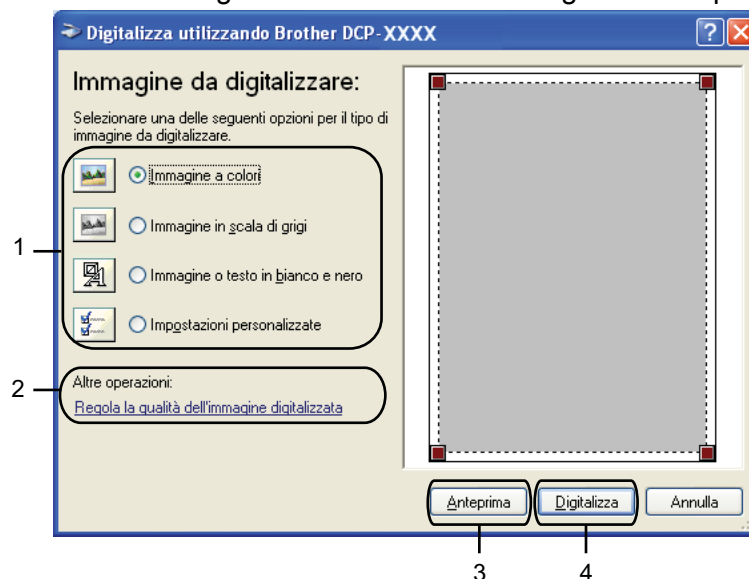 Digitalizza utilizzando Brother DCP-XXXX
Immagine da digitalizzare:
Selezionare una delle seguenti opzioni per il tipo di
immagine da digitalizzare.
Immagine a colori
Immagine in scala di grigi
1
Immagine o testo in bianco e nero
Impostazioni personalizzate
Altre operazioni:
2
Regola la qualità dell'immagine digitalizzata
Anteprima Digitalizza Annulla
3 4